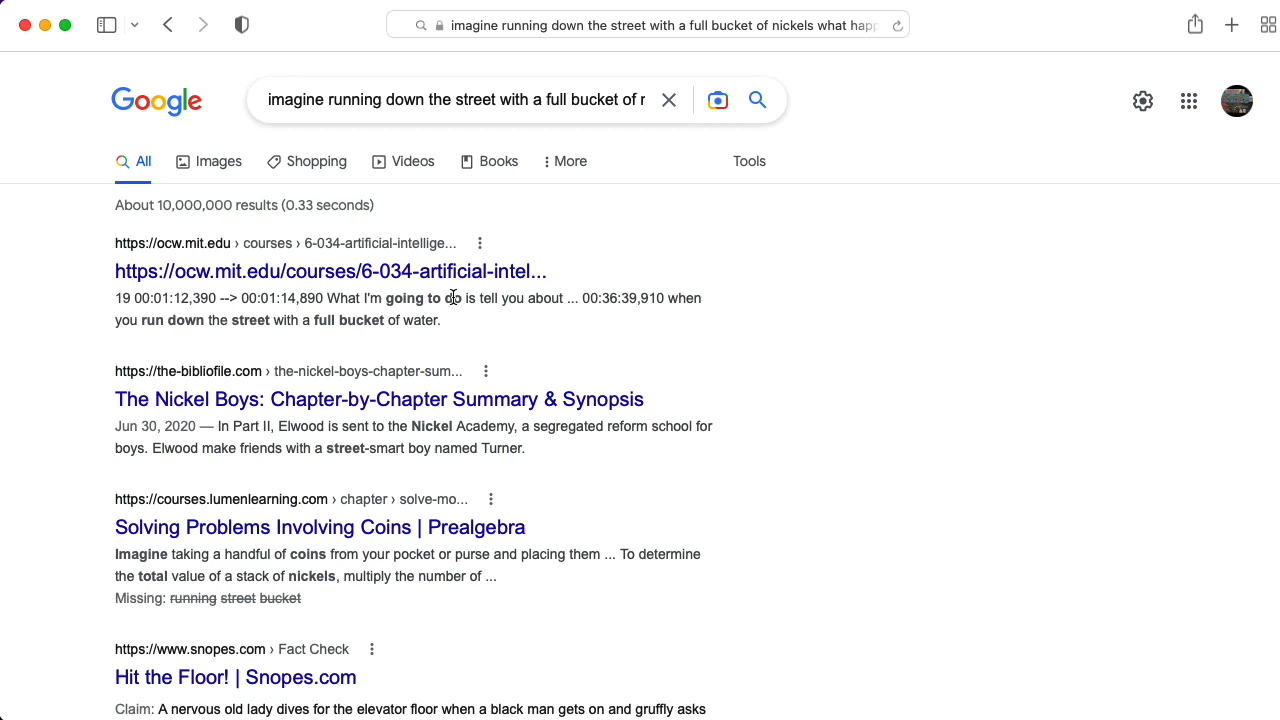 imagine running down the street with a full bucket of nickels what happ
Google
imagine running down the street with a full bucket of r
All Images Shopping Videos Books More Tools
About 10,000,000 results (0.33 seconds)
https://ocw.mit.edu › courses › 6-034-artificial-intellige...
https://ocw.mit.edu/courses/6-034-artificial-intel...
19 00:01:12,390 --> 00:01:14,890 What I'm going to do is tell you about ... 00:36:39,910 when
you run down the street with a full bucket of water.
https://the-bibliofile.com › the-nickel-boys-chapter-sum...
The Nickel Boys: Chapter-by-Chapter Summary & Synopsis
Jun 30, 2020 — In Part II, Elwood is sent to the Nickel Academy, a segregated reform school for
boys. Elwood make friends with a street-smart boy named Turner.
https://courses.lumenlearning.com › chapter › solve-mo...
Solving Problems Involving Coins | Prealgebra
Imagine taking a handful of coins from your pocket or purse and placing them ... To determine
the total value of a stack of nickels, multiply the number of ...
Missing: running street bucket
https://www.snopes.com › Fact Check
Hit the Floor! | Snopes.com
Claim: A nervous old lady dives for the elevator floor when a black man gets on and gruffly asks